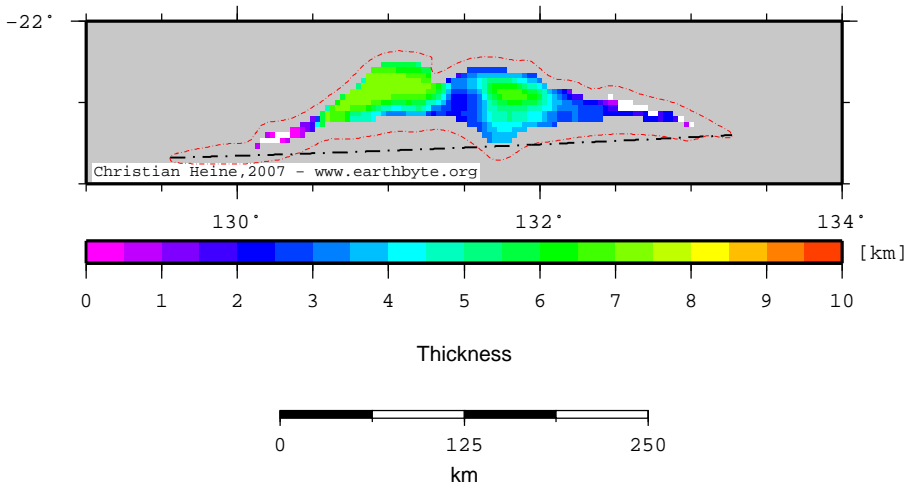 -22°
Christian Heine,2007 - www.earthbyte.org
130° 132° 134°
[km]
0 1 2 3 4 5 6 7 8 9 10
Thickness
0 125 250
km